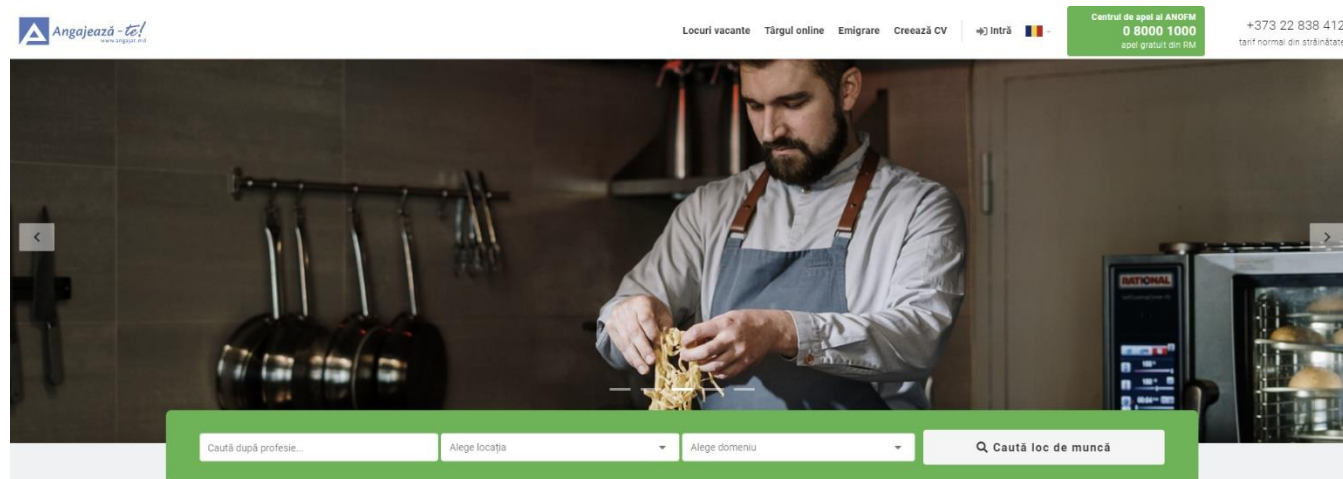 Angajează - te!
www.angajat.md
Locuri vacante Târgul online Emigrare Creează CV Intră
Centrul de apel al ANOFM
0 8000 1000
apel gratuit din RM
+373 22 838 412
tarif normal din străinătate
RATIONAL
Caută după profesie...
Alege locația
Alege domeniu
Caută loc de muncă